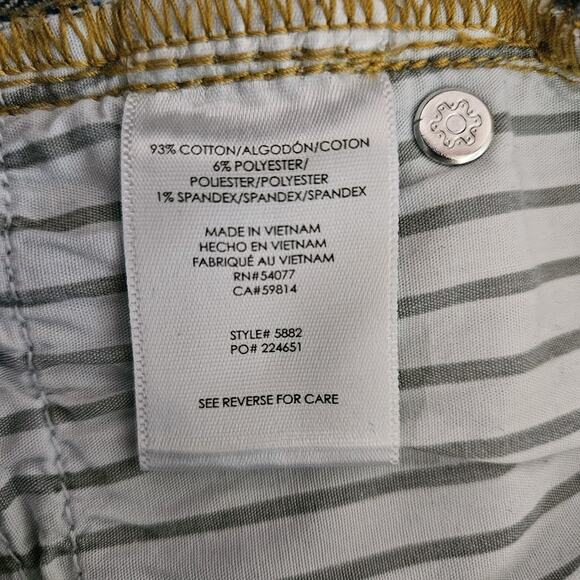 93% COTTON/ALGODÓN/COTON
6% POLYESTER/
POLIESTER/POLYESTER
1% SPANDEX/SPANDEX/SPANDEX
MADE IN VIETNAM
HECHO EN VIETNAM
FABRIQUÉ AU VIETNAM
RN#54077
CA#59814
STYLE# 5882
PO# 224651
SEE REVERSE FOR CARE